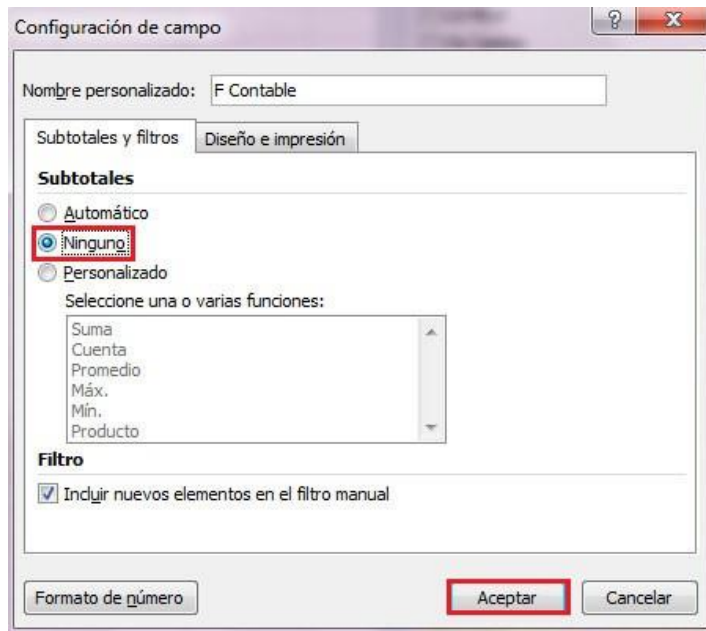 Configuración de campo
Nombre personalizado: F Contable
Subtotales y filtros Diseño e impresión
Subtotales
Automático
Ninguno
Personalizado
Seleccione una o varias funciones:
Suma
Cuenta
Promedio
Máx.
Mín.
Producto
Filtro
Incluir nuevos elementos en el filtro manual
Formato de número Aceptar Cancelar